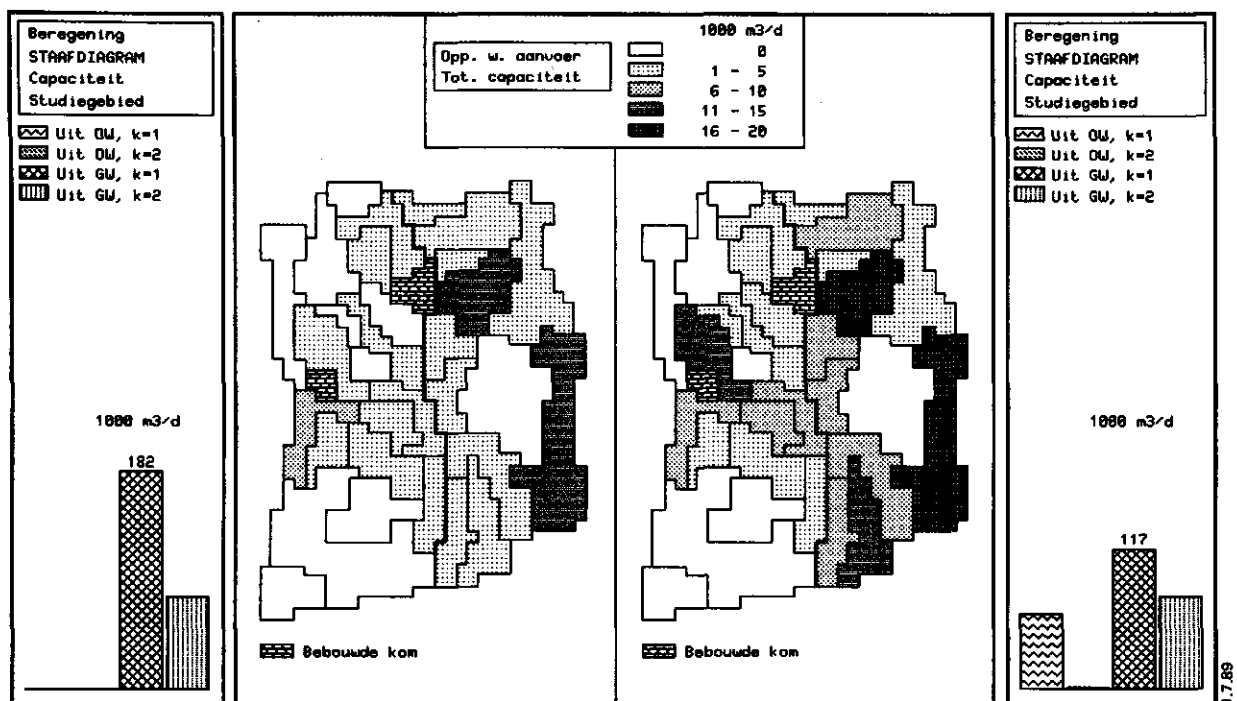 Beregening
STAAFDIAGRAM
Capaciteit
Studiegebied
Uit OW, k=1
Uit OW, k=2
Uit GW, k=1
Uit GW, k=2
1000 m3/d
182
Opp. w. aanvoer
Tot. capaciteit
1000 m3/d
0
1 - 5
6 - 10
11 - 15
16 - 20
Bebouwde kom
Bebouwde kom
Beregening
STAAFDIAGRAM
Capaciteit
Studiegebied
Uit OW, k=1
Uit OW, k=2
Uit GW, k=1
Uit GW, k=2
1000 m3/d
117